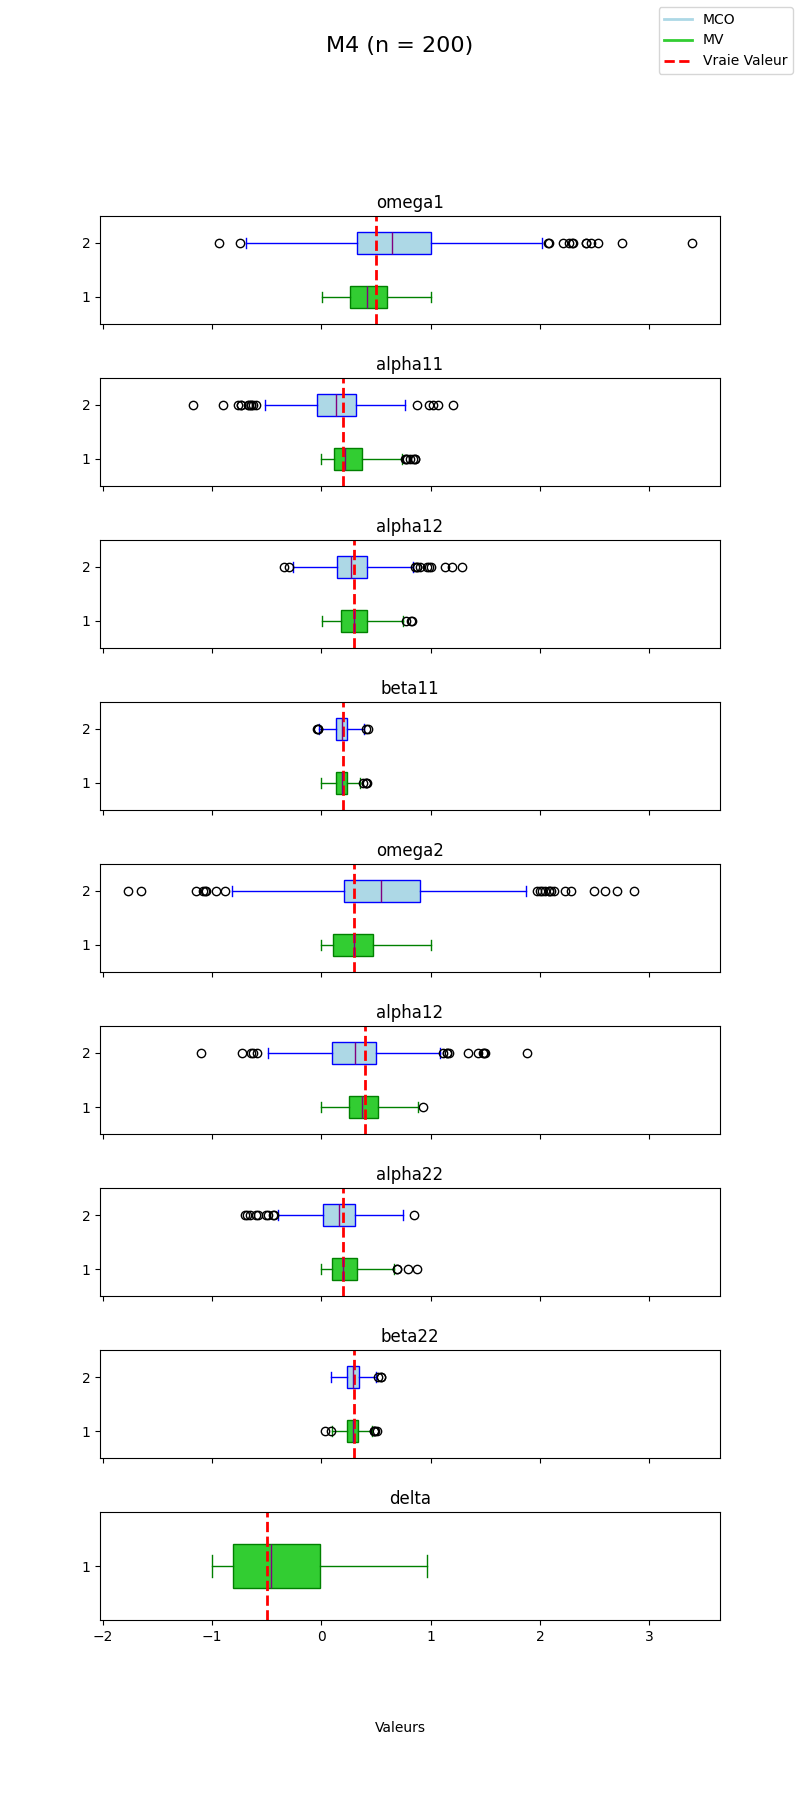 MCO
MV
Vraie Valeur
M4 (n = 200)
omega1
2
1
alpha11
2
1
alpha12
2
1
beta11
2
1
omega2
2
1
alpha12
2
1
alpha22
2
1
beta22
2
1
delta
1
−2 −1 0 1 2 3
Valeurs